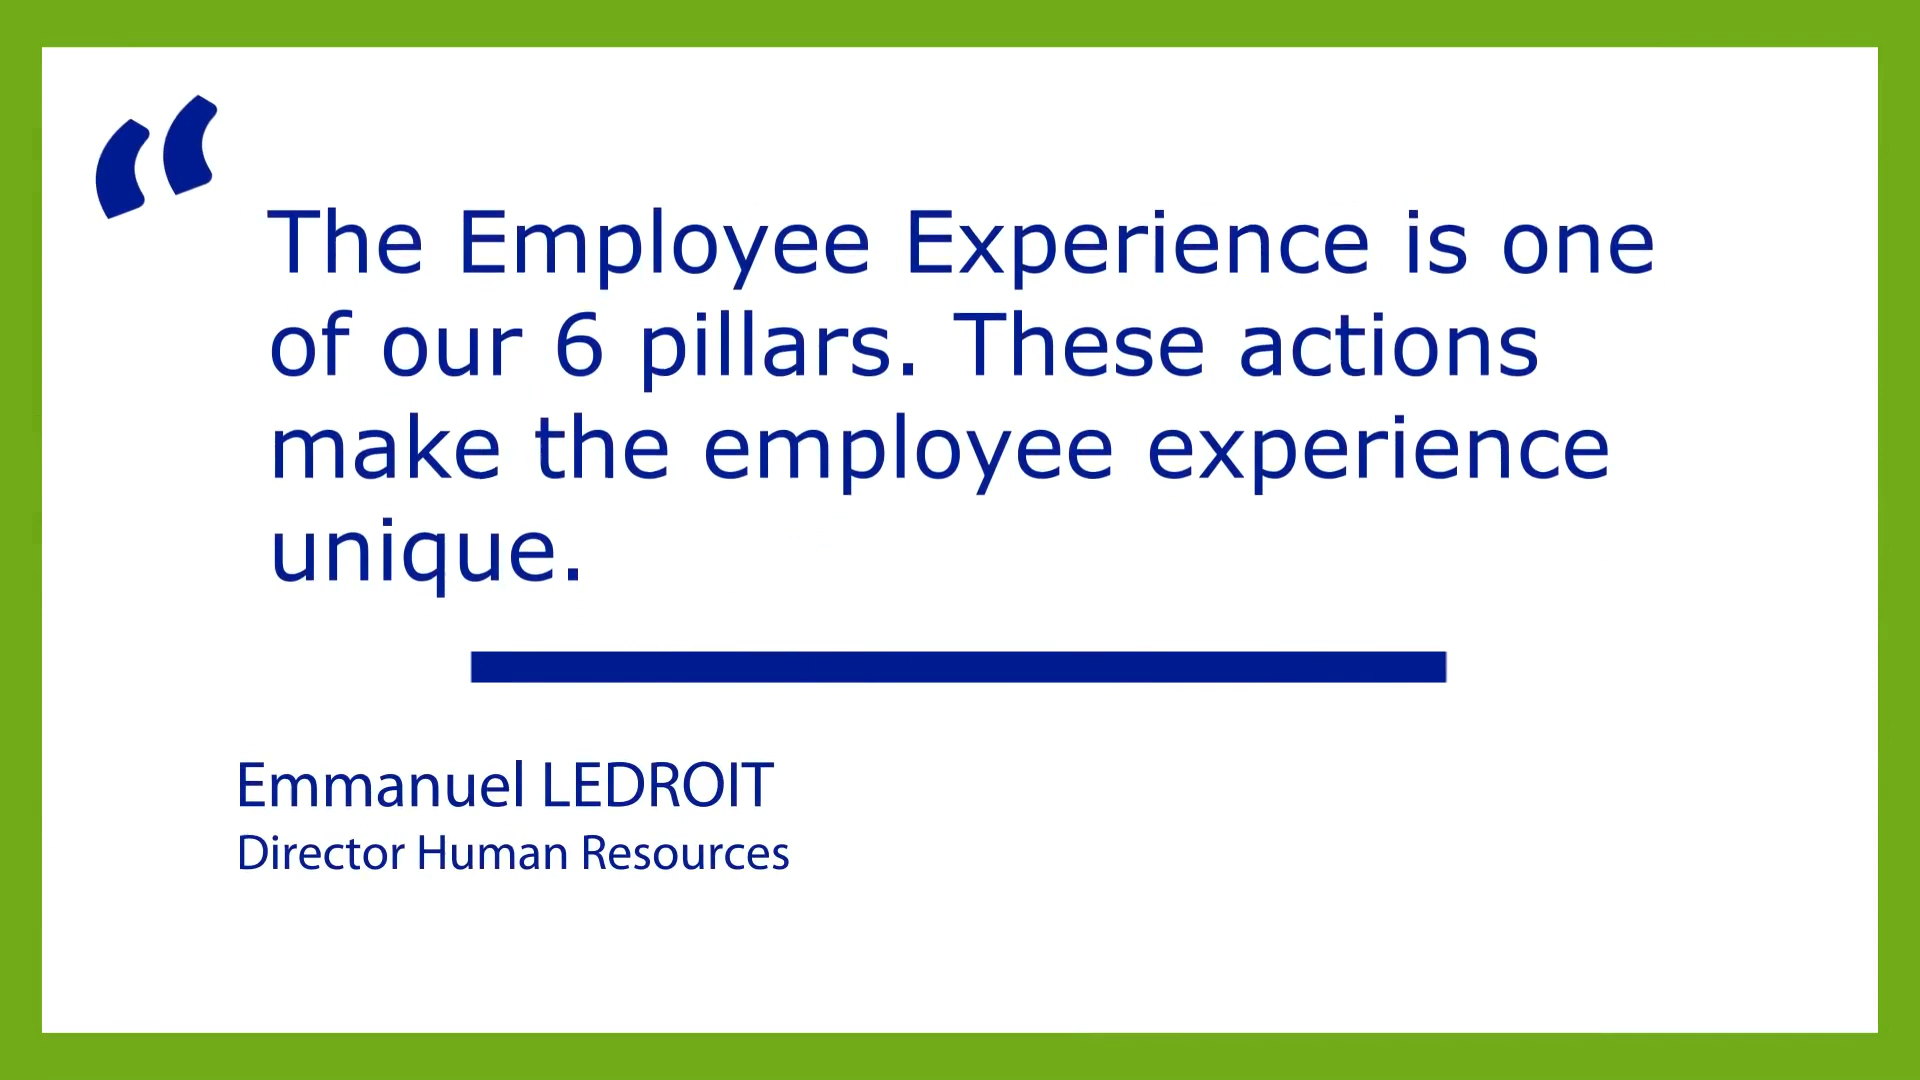 “
The Employee Experience is one
of our 6 pillars. These actions
make the employee experience
unique.
Emmanuel LEDROIT
Director Human Resources